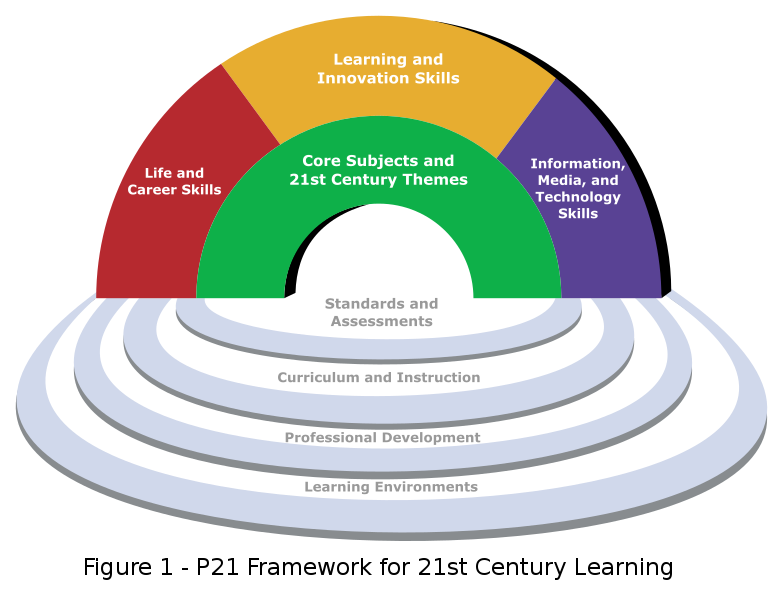 Learning and
Innovation Skills
Core Subjects and
21st Century Themes
Life and
Career Skills
Information,
Media, and
Technology
Skills
Standards and
Assessments
Curriculum and Instruction
Professional Development
Learning Environments
Figure 1 - P21 Framework for 21st Century Learning